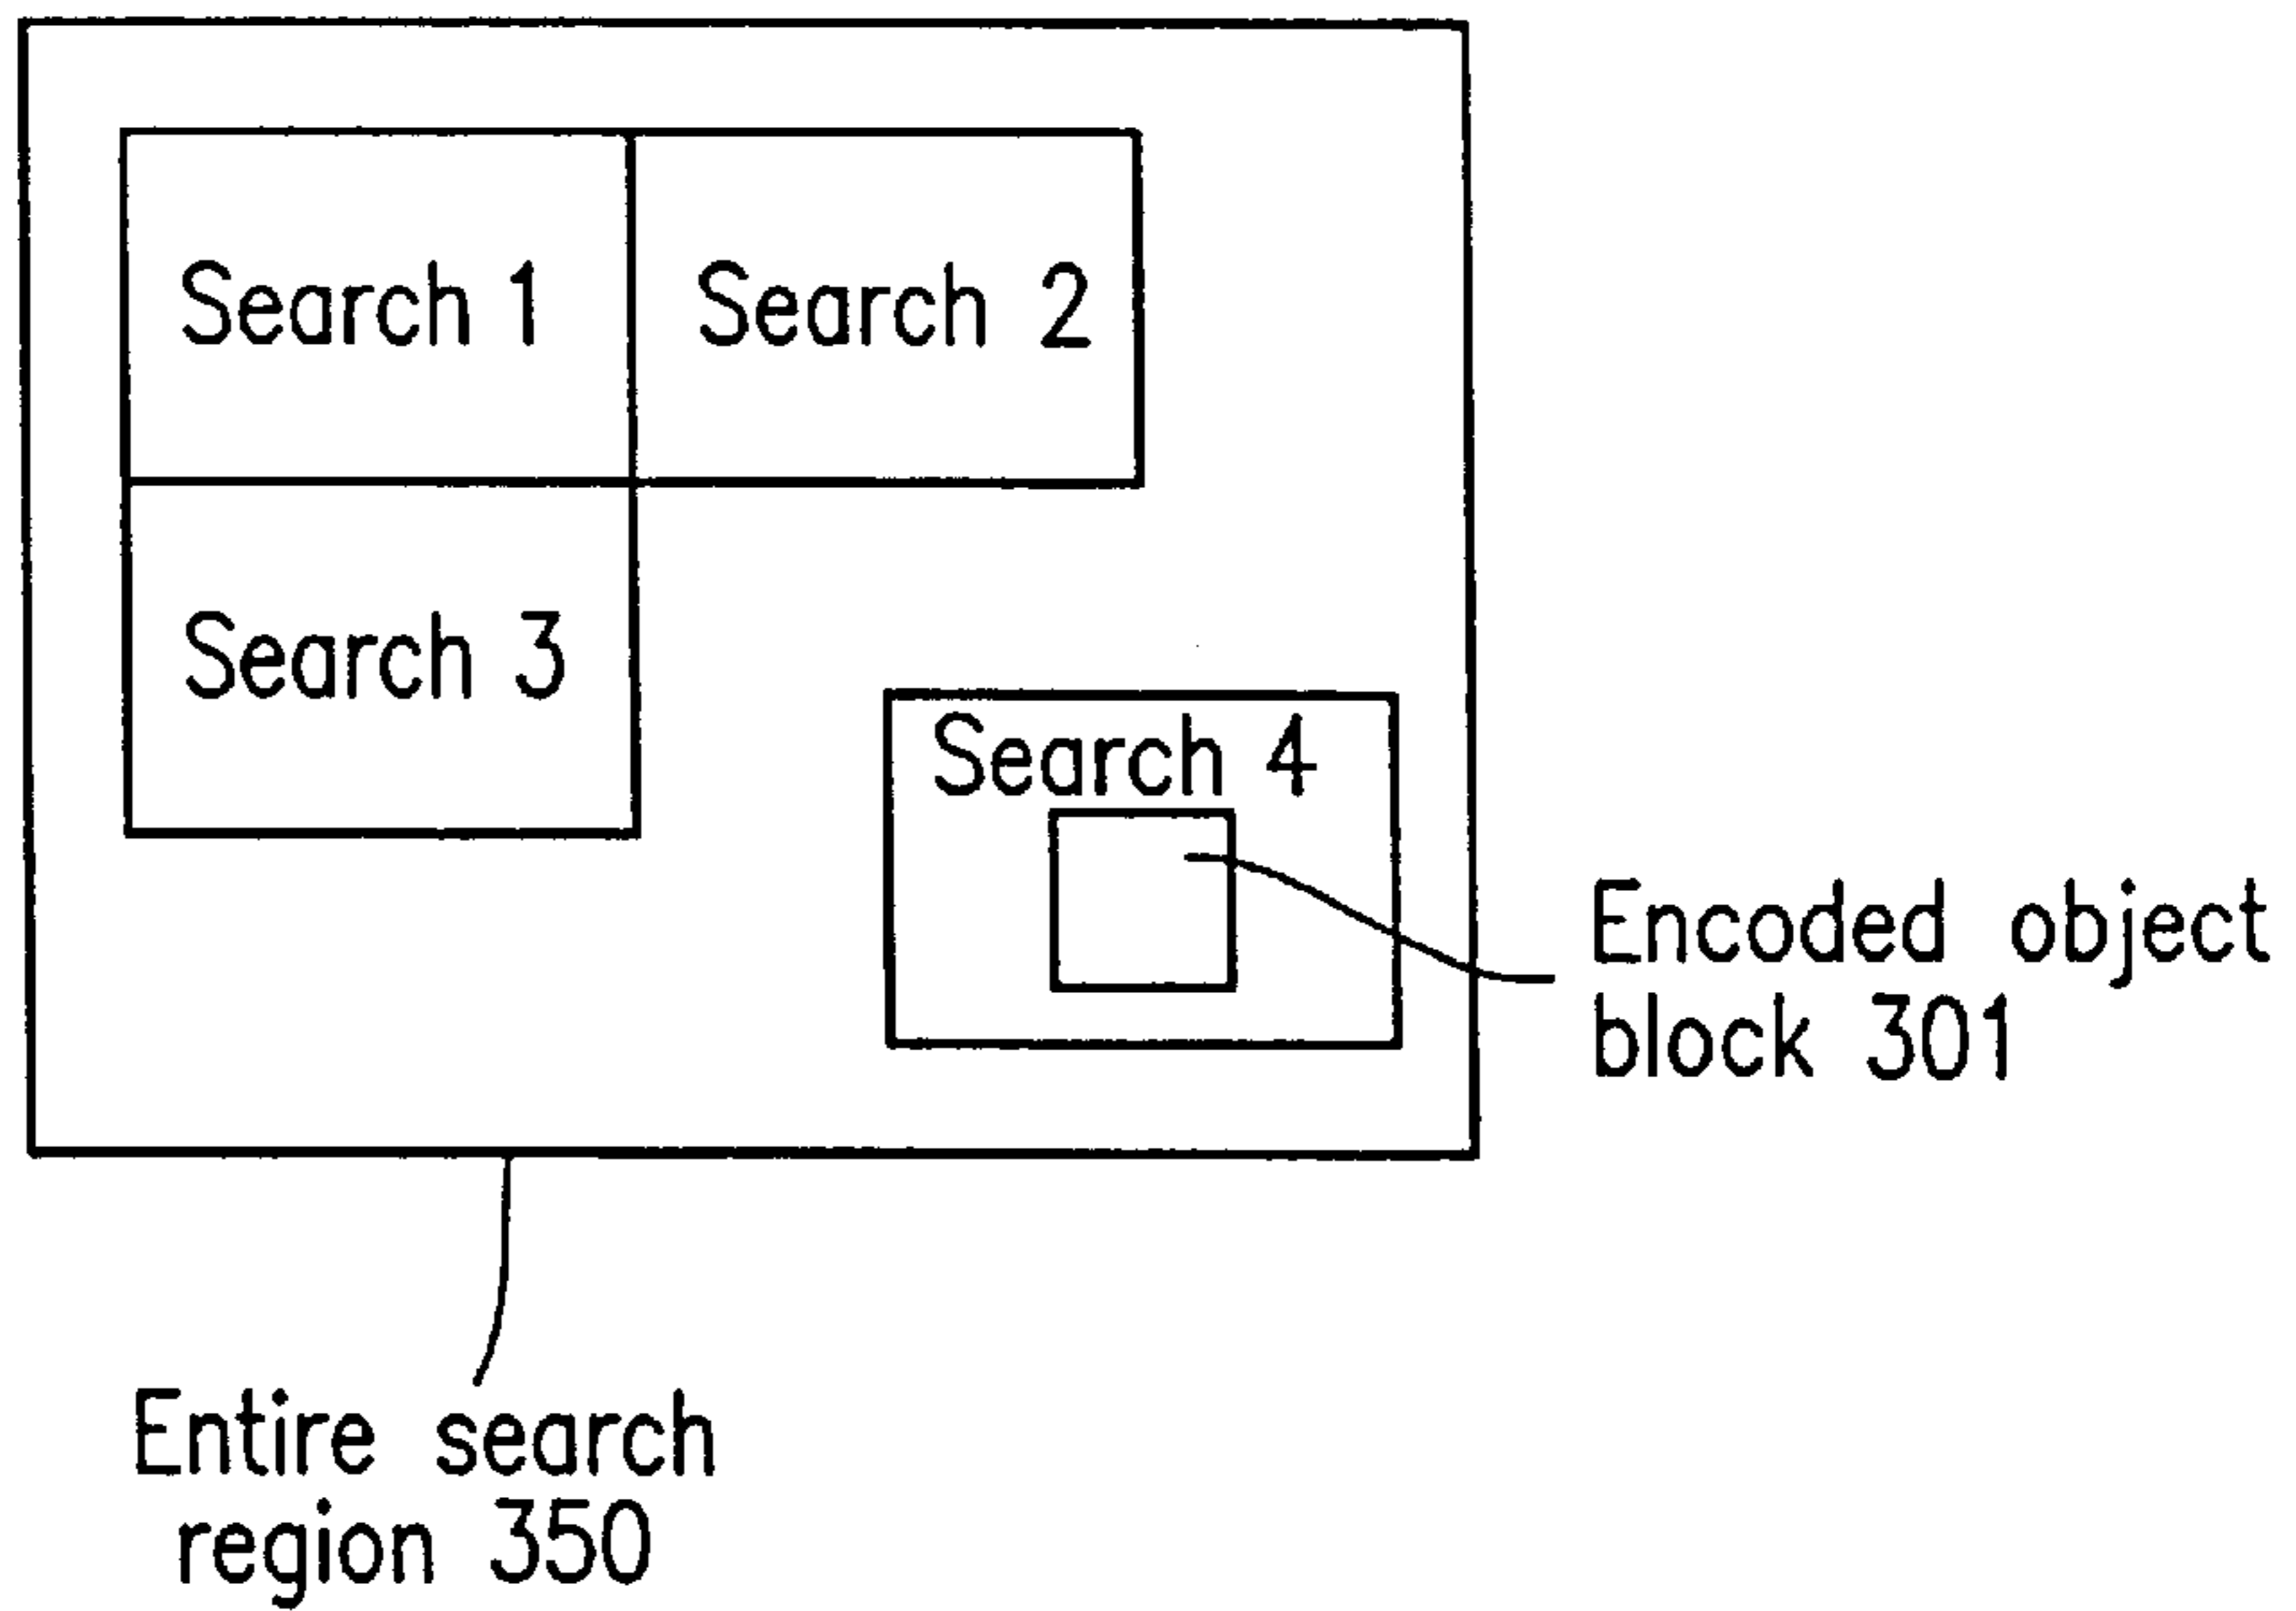 Search 1
Search 2
Search 3
Search 4
Encoded object
block 301
Entire search
region 350